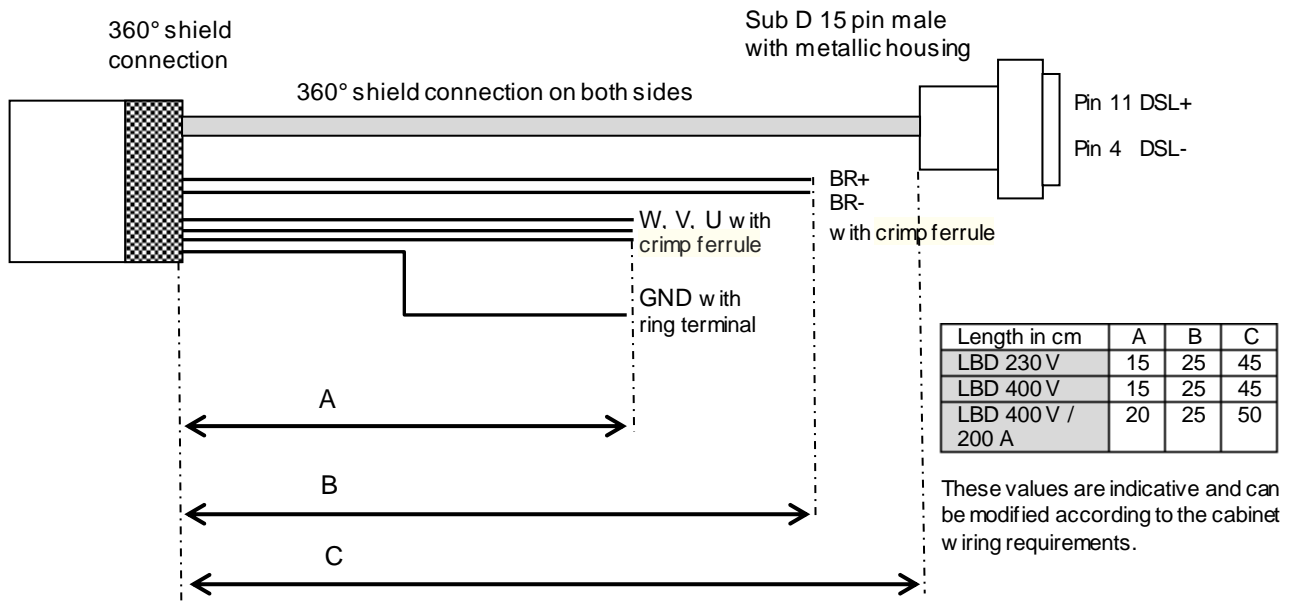 360° shield
connection
Sub D 15 pin male
with metallic housing
360° shield connection on both sides
Pin 11 DSL+
Pin 4 DSL-
BR+
BR-
with crimp ferrule
W, V, U with
crimp ferrule
GND with
ring terminal
A
B
C
Length in cm A B C
LBD 230 V 15 25 45
LBD 400 V 15 25 45
LBD 400 V / 20 25 50
200 A
These values are indicative and can
be modified according to the cabinet
wiring requirements.